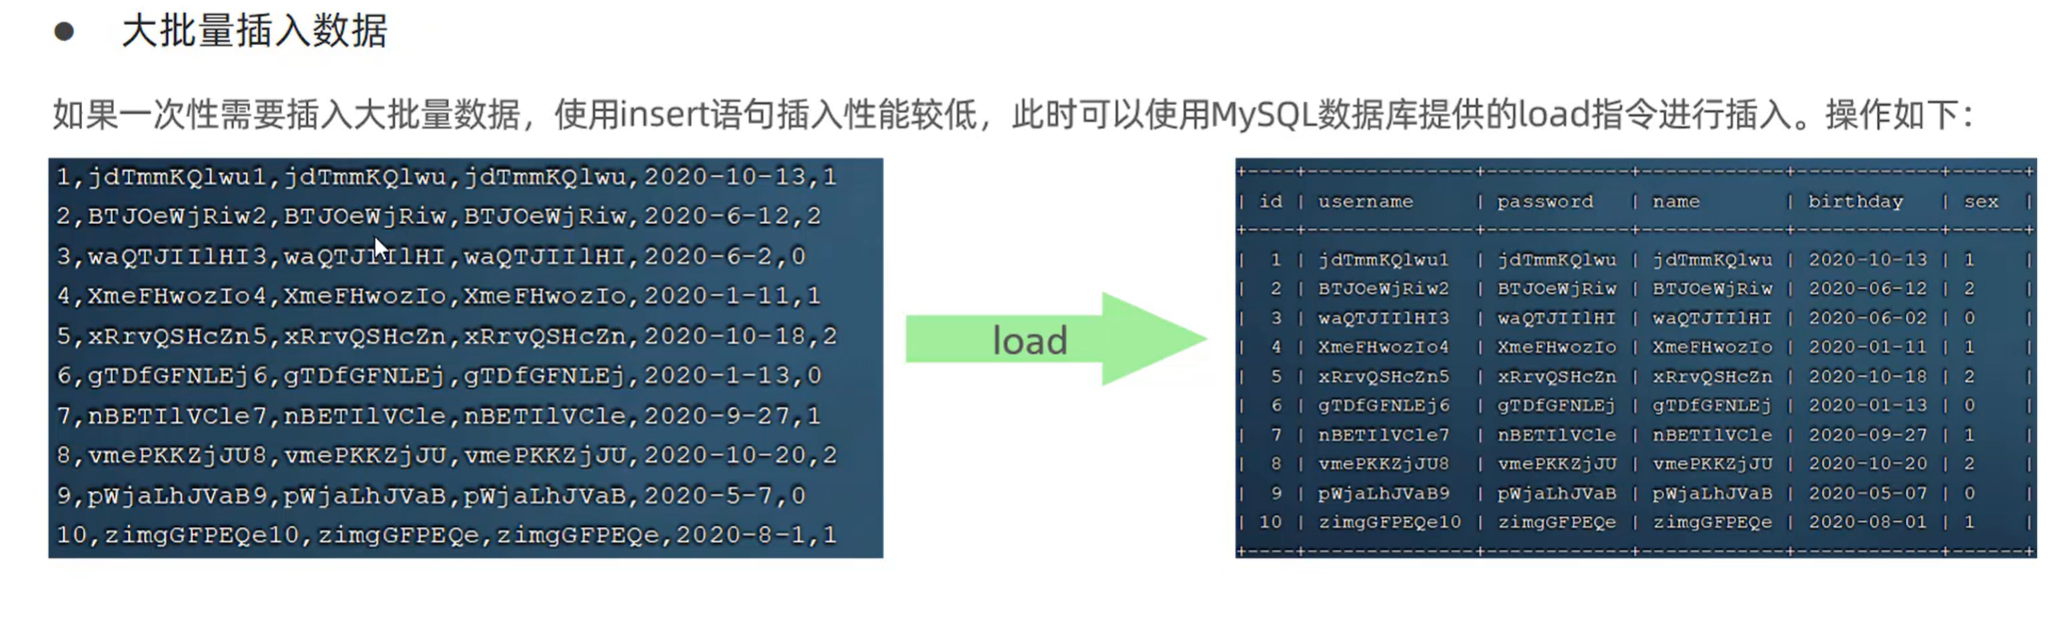 ● 大批量插入数据
如果一次性需要插入大批量数据，使用insert语句插入性能较低，此时可以使用MySQL数据库提供的load指令进行插入。操作如下：
1,jdTmmKQlwu1,jdTmmKQlwu,jdTmmKQlwu,2020-10-13,1
2,BTJOeWjRiw2,BTJOeWjRiw,BTJOeWjRiw,2020-6-12,2
3,waQTJIIlHI3,waQTJIIlHI,waQTJIIlHI,2020-6-2,0
4,XmeFHwozIo4,XmeFHwozIo,XmeFHwozIo,2020-1-11,1
5,xRrvQSHcZn5,xRrvQSHcZn,xRrvQSHcZn,2020-10-18,2
6,gTDfGFNLEj6,gTDfGFNLEj,gTDfGFNLEj,2020-1-13,0
7,nBETIlVCle7,nBETIlVCle,nBETIlVCle,2020-9-27,1
8,vmePKKZjJU8,vmePKKZjJU,vmePKKZjJU,2020-10-20,2
9,pWjaLhJVaB9,pWjaLhJVaB,pWjaLhJVaB,2020-5-7,0
10,zimgGFPEQe10,zimgGFPEQe,zimgGFPEQe,2020-8-1,1
load
| id | username | password | name | birthday | sex |
| 1 | jdTmmKQlwu1 | jdTmmKQlwu | jdTmmKQlwu | 2020-10-13 | 1 |
| 2 | BTJOeWjRiw2 | BTJOeWjRiw | BTJOeWjRiw | 2020-06-12 | 2 |
| 3 | waQTJIIlHI3 | waQTJIIlHI | waQTJIIlHI | 2020-06-02 | 0 |
| 4 | XmeFHwozIo4 | XmeFHwozIo | XmeFHwozIo | 2020-01-11 | 1 |
| 5 | xRrvQSHcZn5 | xRrvQSHcZn | xRrvQSHcZn | 2020-10-18 | 2 |
| 6 | gTDfGFNLEj6 | gTDfGFNLEj | gTDfGFNLEj | 2020-01-13 | 0 |
| 7 | nBETIlVCle7 | nBETIlVCle | nBETIlVCle | 2020-09-27 | 1 |
| 8 | vmePKKZjJU8 | vmePKKZjJU | vmePKKZjJU | 2020-10-20 | 2 |
| 9 | pWjaLhJVaB9 | pWjaLhJVaB | pWjaLhJVaB | 2020-05-07 | 0 |
| 10 | zimgGFPEQe10 | zimgGFPEQe | zimgGFPEQe | 2020-08-01 | 1 |